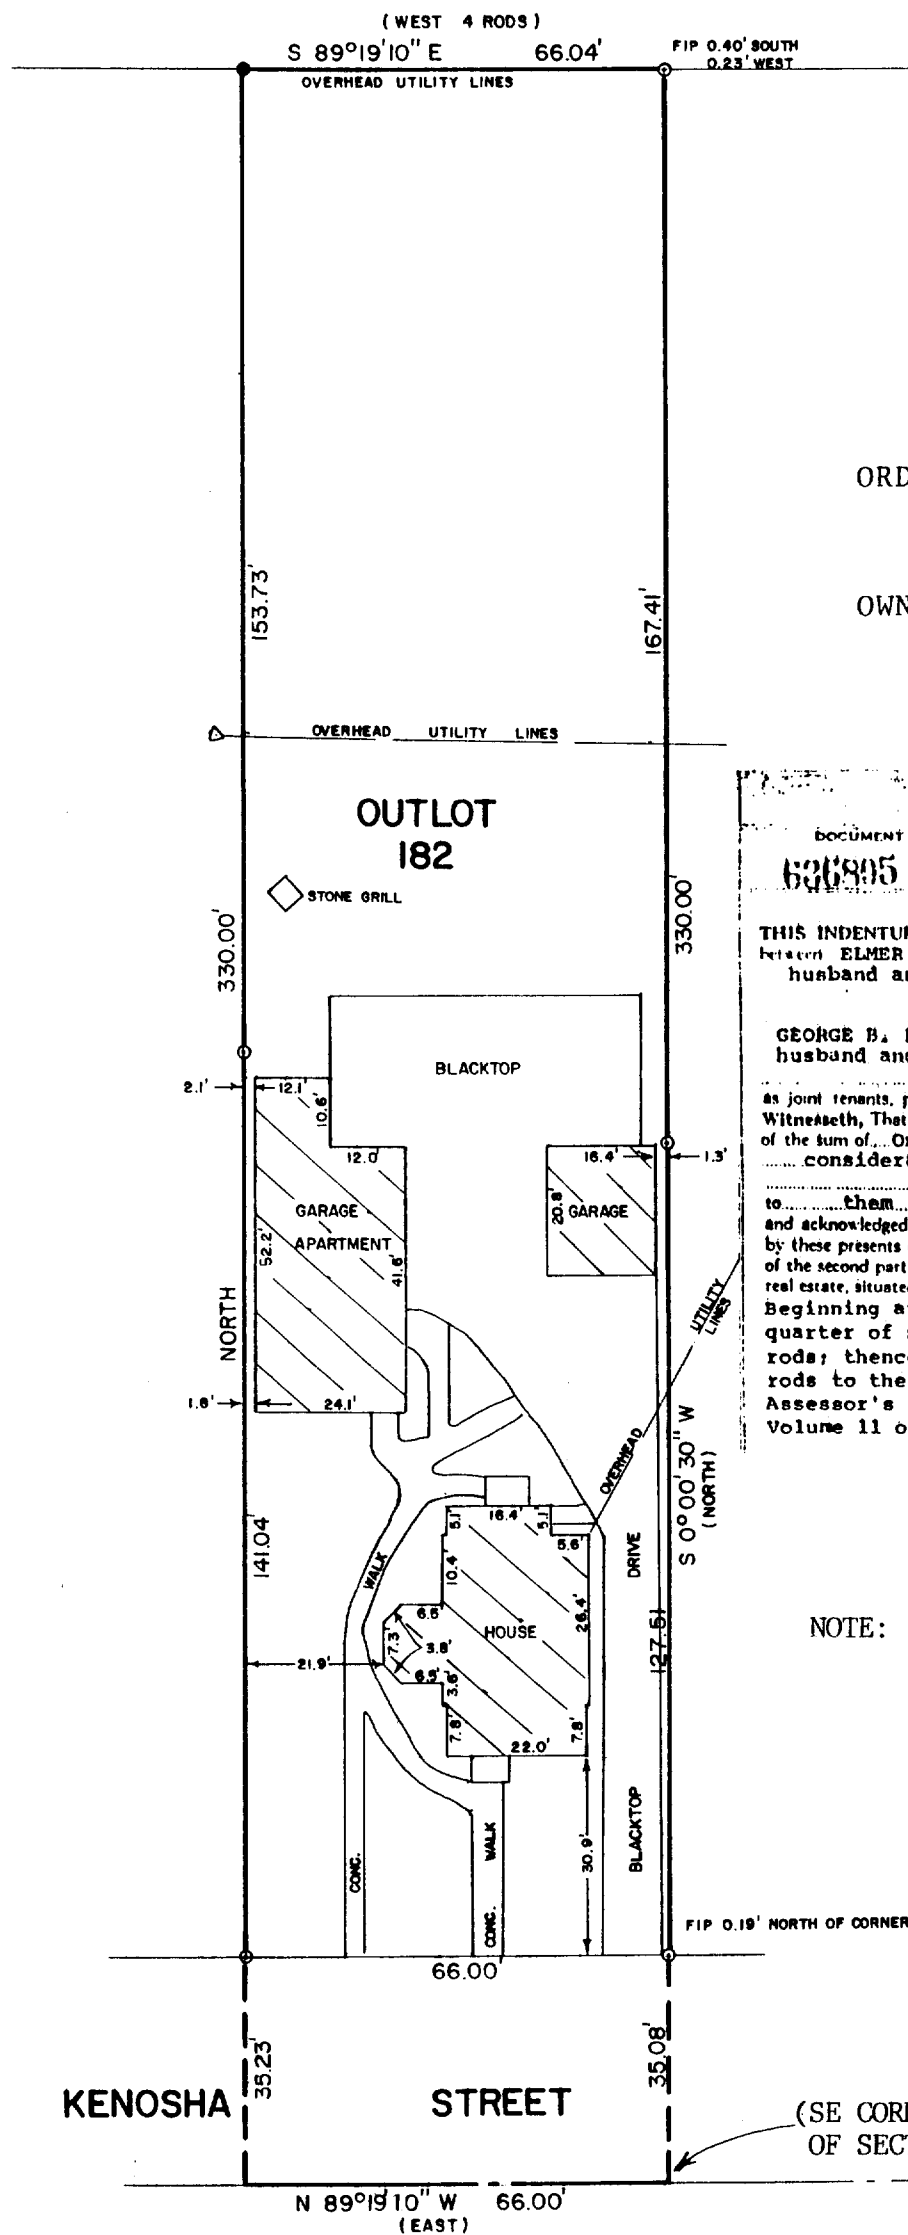 (WEST 4 RODS)
S 89°19'10" E 66.04'
FIP 0.40' SOUTH
0.23' WEST
OVERHEAD UTILITY LINES
ORD
153.73'
167.41'
OWN
OVERHEAD UTILITY LINES
OUTLOT
182
STONE GRILL
330.00'
330.00'
DOCUMENT
636805
THIS INDENTUR
between ELMER
husband a
GEORGE B.
husband and
as joint tenants, p
Witnesseth, That
of the sum of....O
consider
to............them....
and acknowledged
by these presents
of the second part
real estate, situate
Beginning a
quarter of
rods; thenc
rods to the
Assessor's
Volume 11 o
BLACKTOP
2.1'
12.1'
10.6'
12.0'
16.4'
1.3'
GARAGE
APARTMENT
52.2'
41.6'
20.8'
GARAGE
NORTH
UTILITY
LINES
1.8'
24.1'
OVERHEAD
S 0°00'30" W
(NORTH)
141.04'
16.4'
5.1'
5.1'
5.6'
DRIVE
WALK
10.4'
26.4'
6.5'
HOUSE
7.3'
3.8'
127.51
NOTE:
21.9'
6.5'
3.6'
7.8'
7.8'
22.0'
30.9'
BLACKTOP
CONC.
CONC. WALK
FIP 0.19' NORTH OF CORNER
66.00'
35.23'
35.08'
KENOSHA STREET
(SE COR
OF SECT
N 89°19'10" W 66.00'
(EAST)